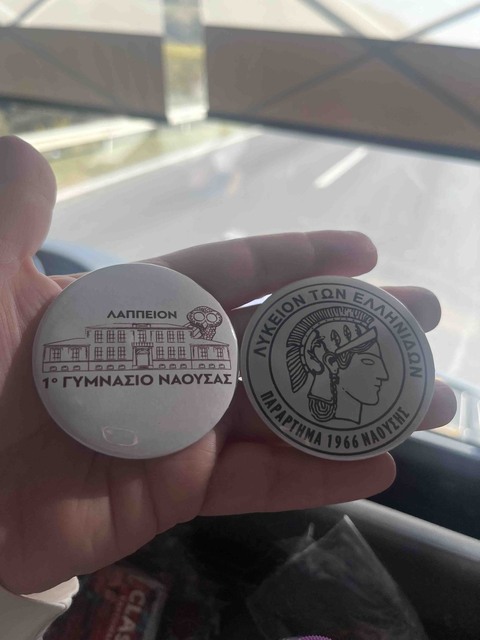 ΛΑΠΠΕΙΟΝ
1ο ΓΥΜΝΑΣΙΟ ΝΑΟΥΣΑΣ
ΛΥΚΕΙΟΝ ΤΩΝ ΕΛΛΗΝΙΔΩΝ
ΠΑΡΑΡΤΗΜΑ 1966 ΝΑΟΥΣΗΣ